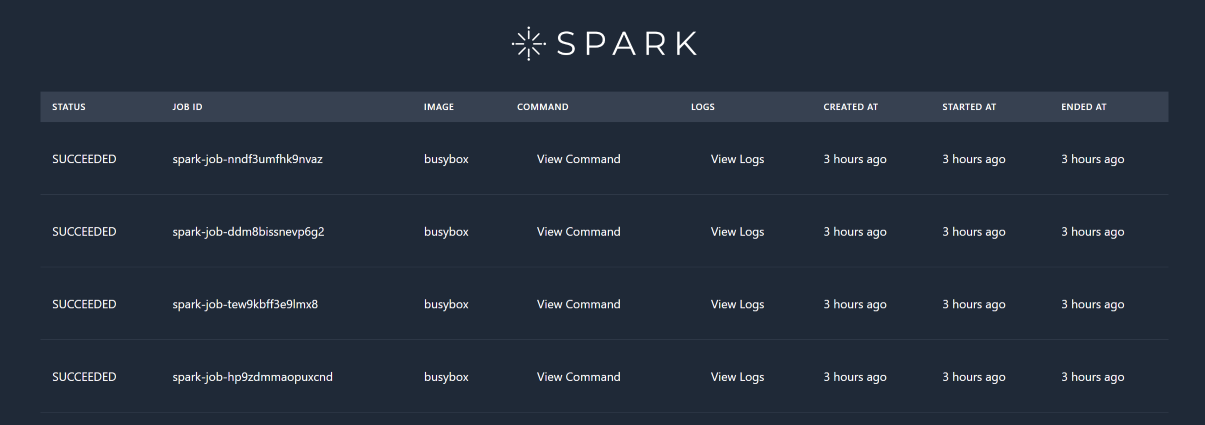 SPARK
STATUS JOB ID IMAGE COMMAND LOGS CREATED AT STARTED AT ENDED AT
SUCCEEDED spark-job-nndf3umfhk9nvaz busybox View Command View Logs 3 hours ago 3 hours ago 3 hours ago
SUCCEEDED spark-job-ddm8bissnevp6g2 busybox View Command View Logs 3 hours ago 3 hours ago 3 hours ago
SUCCEEDED spark-job-tew9kbff3e9lmx8 busybox View Command View Logs 3 hours ago 3 hours ago 3 hours ago
SUCCEEDED spark-job-hp9zdmmaopuxcnd busybox View Command View Logs 3 hours ago 3 hours ago 3 hours ago